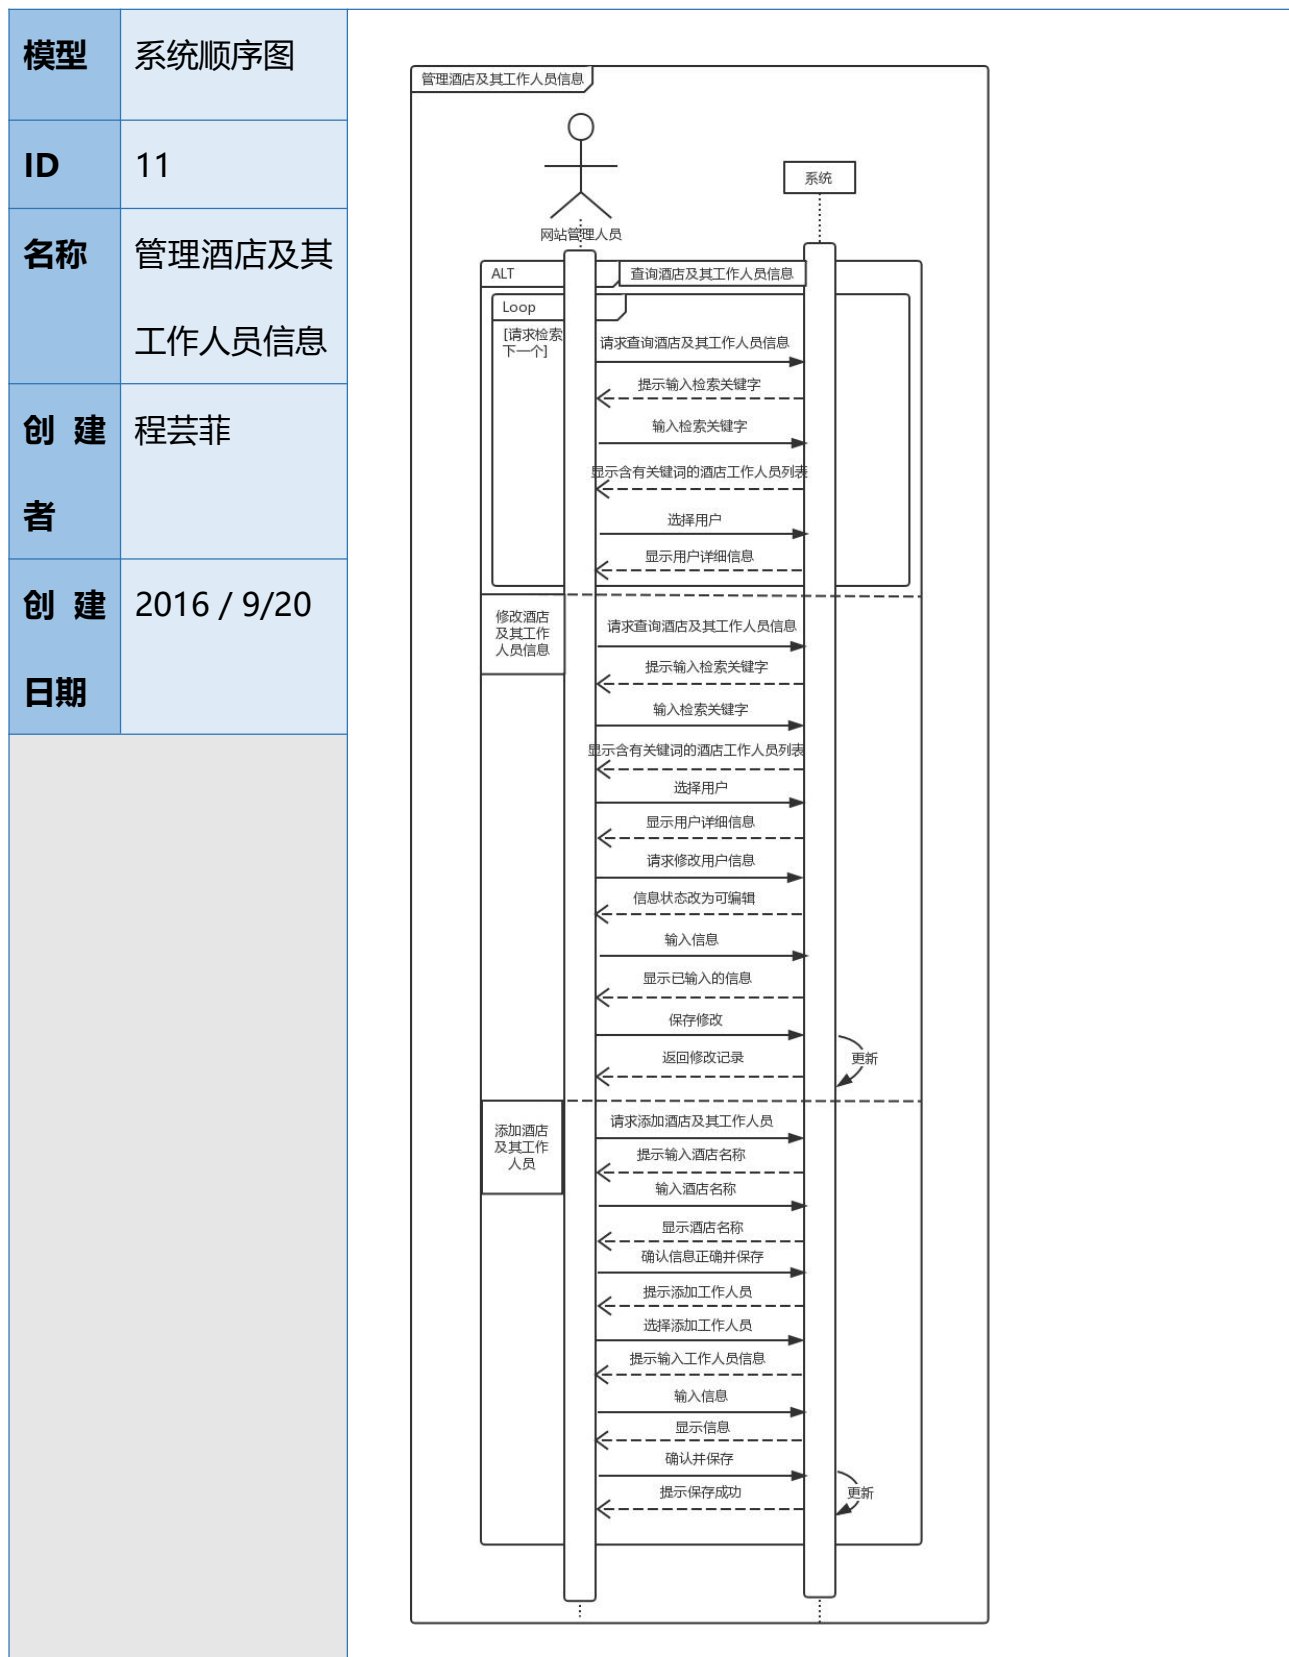 模型
系统顺序图
ID
11
名称
管理酒店及其
工作人员信息
创 建
者
程芸菲
创 建
日期
2016 / 9/20
管理酒店及其工作人员信息
网站管理人员
系统
ALT
查询酒店及其工作人员信息
Loop
[请求检索
下一个]
请求查询酒店及其工作人员信息
提示输入检索关键字
输入检索关键字
显示含有关键词的酒店工作人员列表
选择用户
显示用户详细信息
修改酒店
及其工作
人员信息
请求查询酒店及其工作人员信息
提示输入检索关键字
输入检索关键字
显示含有关键词的酒店工作人员列表
选择用户
显示用户详细信息
请求修改用户信息
信息状态改为可编辑
输入信息
显示已输入的信息
保存修改
更新
返回修改记录
添加酒店
及其工作
人员
请求添加酒店及其工作人员
提示输入酒店名称
输入酒店名称
显示酒店名称
确认信息正确并保存
提示添加工作人员
选择添加工作人员
提示输入工作人员信息
输入信息
显示信息
确认并保存
更新
提示保存成功